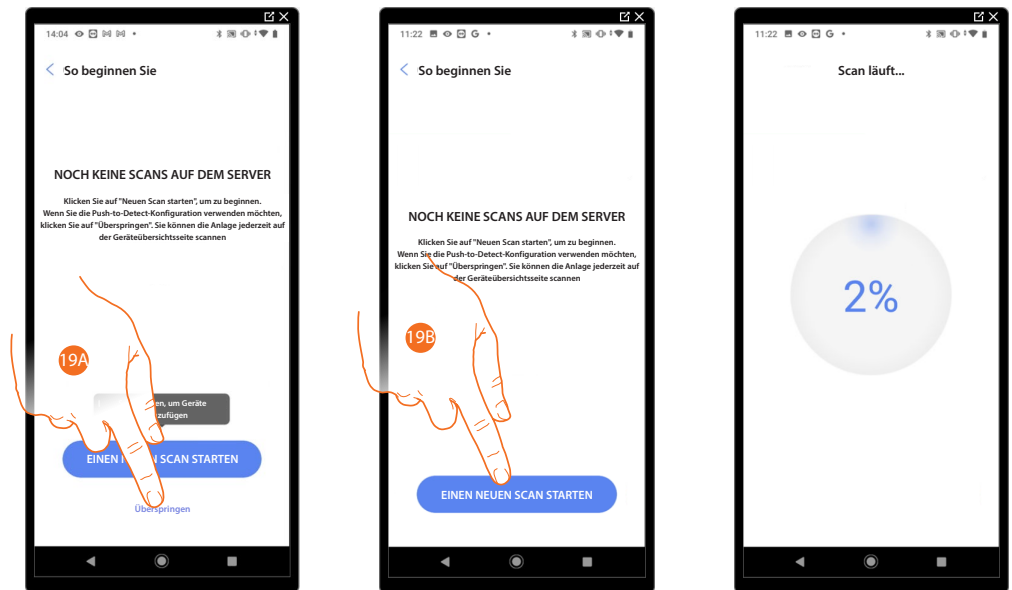 14:04
So beginnen Sie
NOCH KEINE SCANS AUF DEM SERVER
Klicken Sie auf "Neuen Scan starten", um zu beginnen.
Wenn Sie die Push-to-Detect-Konfiguration verwenden möchten,
klicken Sie auf "Überspringen". Sie können die Anlage jederzeit auf
der Geräteübersichtsseite scannen
19A
um Geräte
EINEN SCAN STARTEN
Überspringen
11:22 G
So beginnen Sie
NOCH KEINE SCANS AUF DEM SERVER
Klicken Sie auf "Neuen Scan starten", um zu beginnen.
Wenn Sie die Push-to-Detect-Konfiguration verwenden möchten,
klicken Sie auf "Überspringen". Sie können die Anlage jederzeit auf
der Geräteübersichtsseite scannen
19B
EINEN NEUEN SCAN STARTEN
11:22 G
Scan läuft...
2%